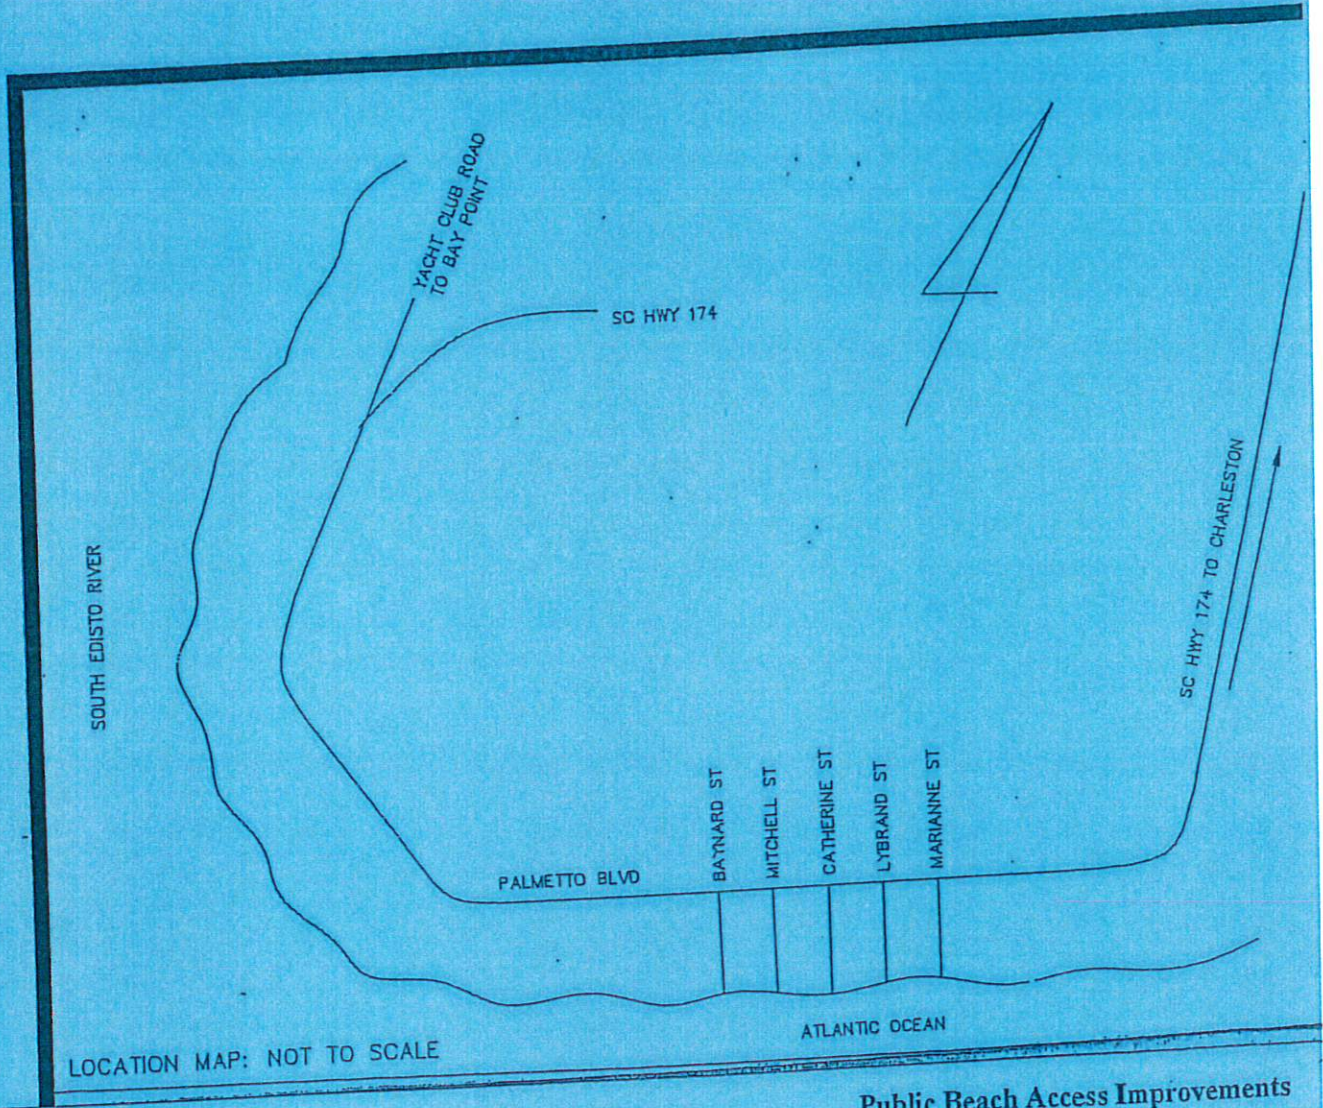 YACHT CLUB ROAD
TO BAY POINT
SC HWY 174
SOUTH EDISTO RIVER
SC HWY 174 TO CHARLESTON
BAYNARD ST
MITCHELL ST
CATHERINE ST
LYBRAND ST
MARIANNE ST
PALMETTO BLVD
ATLANTIC OCEAN
LOCATION MAP: NOT TO SCALE
Public Beach Access Improvements